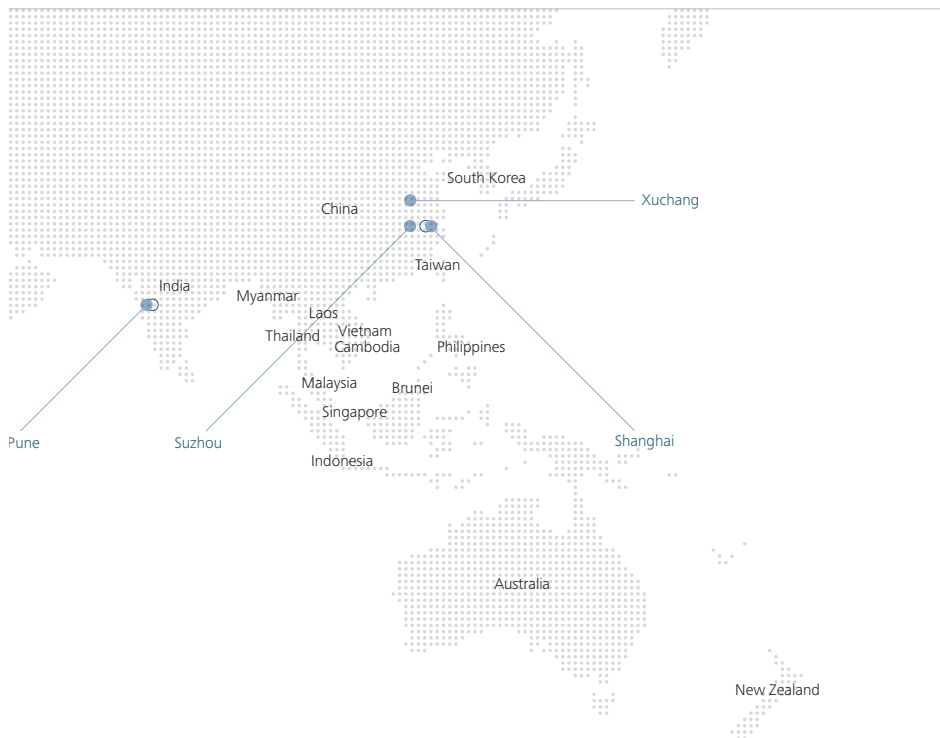 South Korea
Xuchang
China
Taiwan
India
Myanmar
Laos
Vietnam
Thailand
Cambodia
Philippines
Malaysia
Brunei
Singapore
Pune
Suzhou
Shanghai
Indonesia
Australia
New Zealand